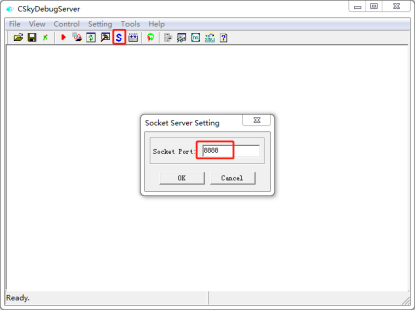 CSkyDebugServer
File View Control Setting Tools Help
S
Socket Server Setting
Socket Port: 8888
OK Cancel
Ready.